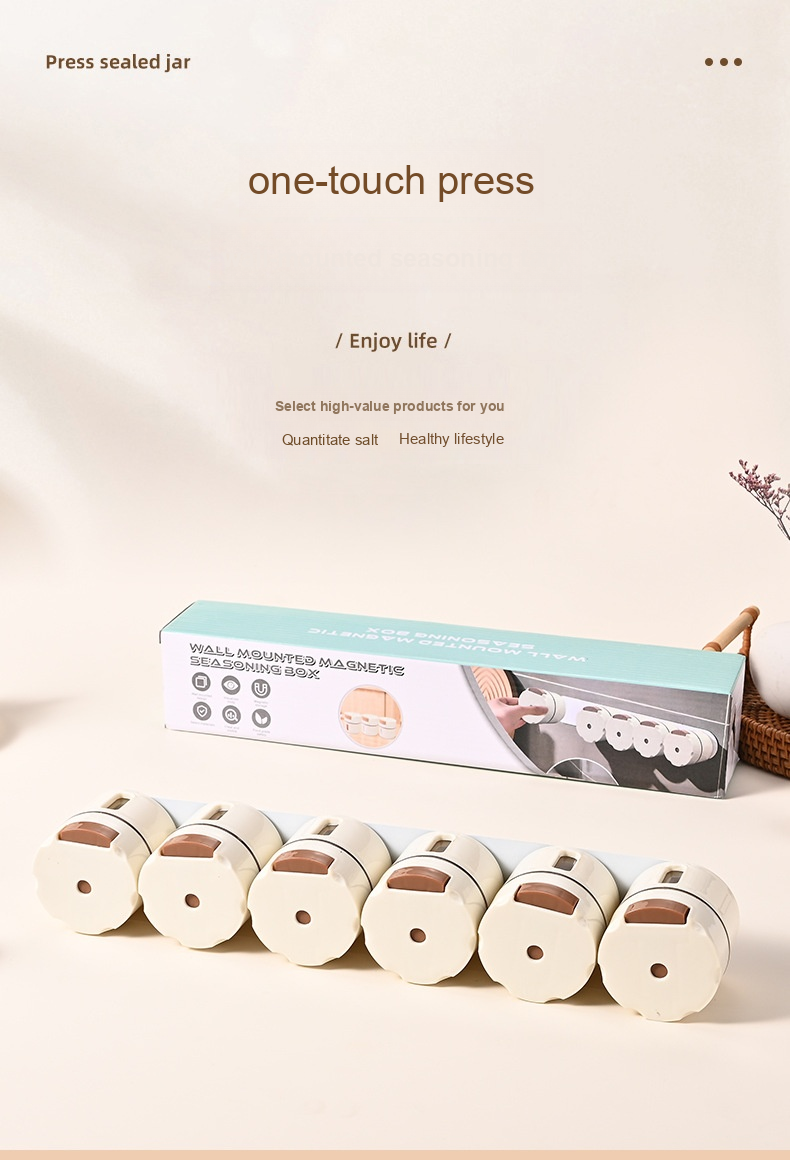 Press sealed jar
one-touch press
/ Enjoy life /
Select high-value products for you
Quantitate salt Healthy lifestyle
WALL MOUNTED MAGNETIC
SEASONING BOX
WALL MOUNTED MAGNETIC
SEASONING BOX